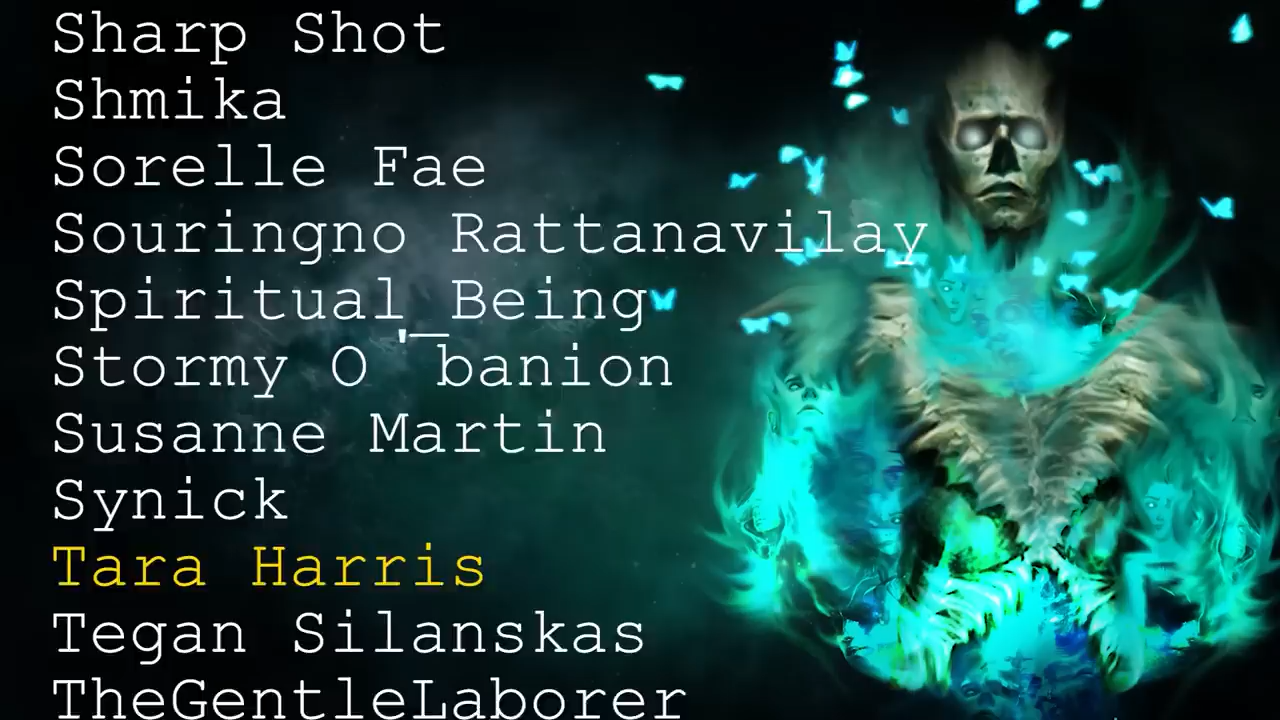 Sharp Shot
Shmika
Sorelle Fae
Souringno Rattanavilay
Spiritual_Being
Stormy O'banion
Susanne Martin
Synick
Tara Harris
Tegan Silanskas
TheGentleLaborer